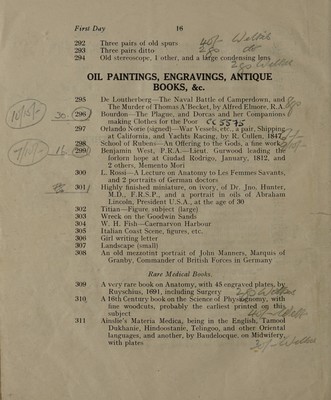 First Day 16
292 Three pairs of old spurs
293 Three pairs ditto
294 Old stereoscope, 1 other, and a large condensing lens
OIL PAINTINGS, ENGRAVINGS, ANTIQUE
BOOKS, &c.
295 De Loutherberg—The Naval Battle of Camperdown, and
The Murder of Thomas A'Becket, by Alfred Elmore, R.A.
30 296 Bourdon—The Plague, and Dorcas and her Companions
making Clothes for the Poor CC 5575
297 Orlando Norie (signed)—War Vessels, etc., a pair, Shipping
at California, and Yachts Racing, by R. Cullen, 1847
298 School of Rubens—An Offering to the Gods, a fine work
299 Benjamin West, P.R.A.—Lieut. Gurwood leading the
forlorn hope at Ciudad Rodrigo, January, 1812, and
2 others, Memento Mori
300 L. Rossi—A Lecture on Anatomy to Les Femmes Savants,
and 2 portraits of German doctors
301 Highly finished miniature, on ivory, of Dr. Jno. Hunter,
M.D., F.R.S.P., and a portrait in oils of Abraham
Lincoln, President U.S.A., at the age of 30
302 Titian—Figure subject (large)
303 Wreck on the Goodwin Sands
304 W. H. Fish—Caernarvon Harbour
305 Italian Coast Scene, figures, etc.
306 Girl writing letter
307 Landscape (small)
308 An old mezzotint portrait of John Manners, Marquis of
Granby, Commander of British Forces in Germany
Rare Medical Books.
309 A very rare book on Anatomy, with 45 engraved plates, by
Ruyschius, 1691, including Surgery
310 A 16th Century book on the Science of Physiognomy, with
fine woodcuts, probably the earliest printed on this
subject
311 Ainslie's Materia Medica, being in the English, Tamool
Dukhanie, Hindoostanie, Telingoo, and other Oriental
languages, and another, by Baudelocque, on Midwifery,
with plates